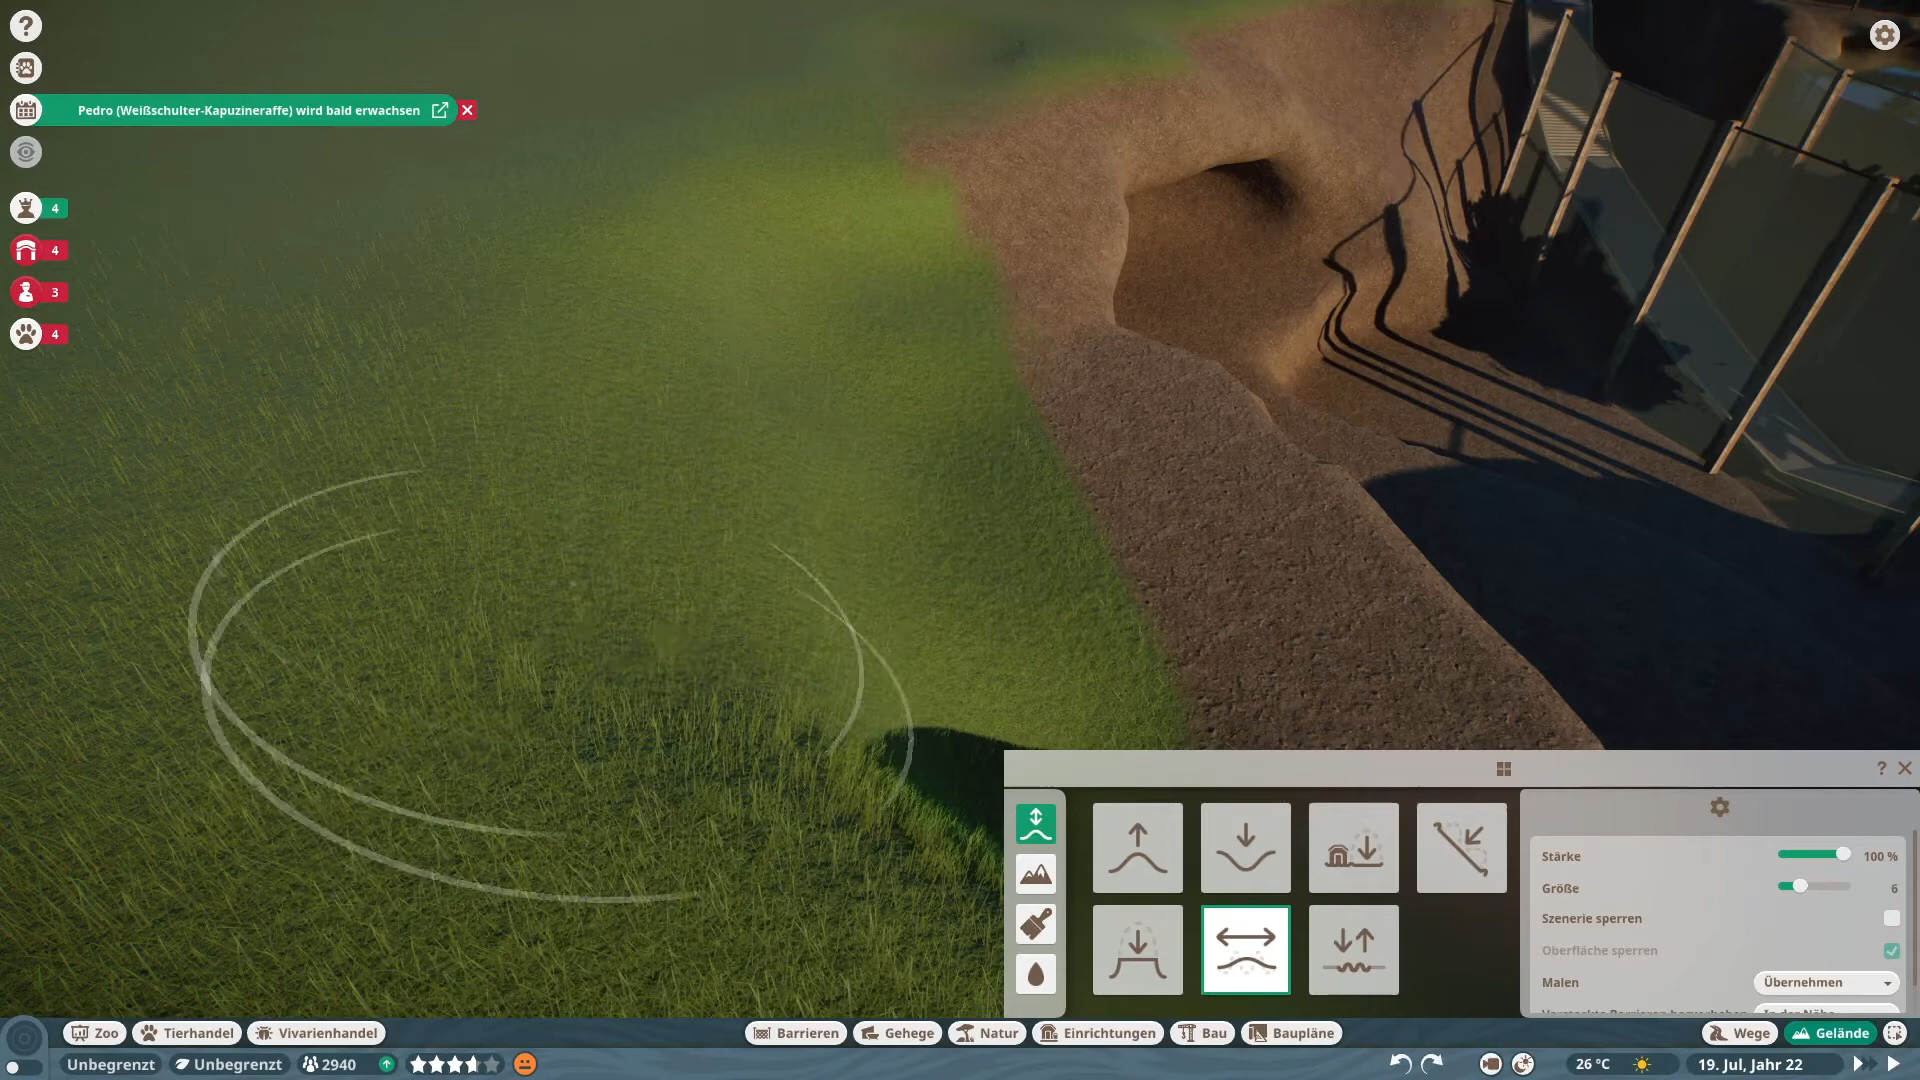 ?
Pedro (Weißschulter-Kapuzineraffe) wird bald erwachsen
4
4
3
4
?
Stärke 100 %
Größe 6
Szenerie sperren
Oberfläche sperren
Malen Übernehmen
Zoo Tierhandel Vivarienhandel Barrieren Gehege Natur Einrichtungen Bau Baupläne Wege Gelände
Unbegrenzt Unbegrenzt 2940 26 °C 19. Jul, Jahr 22